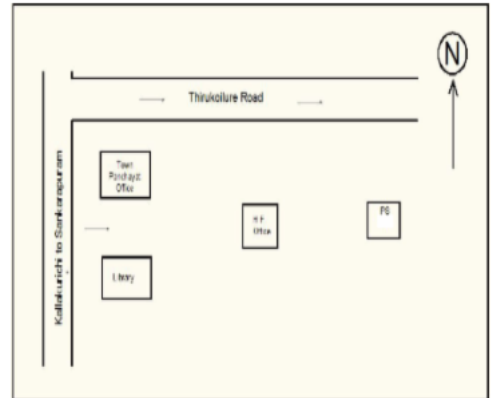 N
Thirukoilure Road
Town
Panchayat
Office
Kallakurichi to Sankarapuram
Office
PS
Library